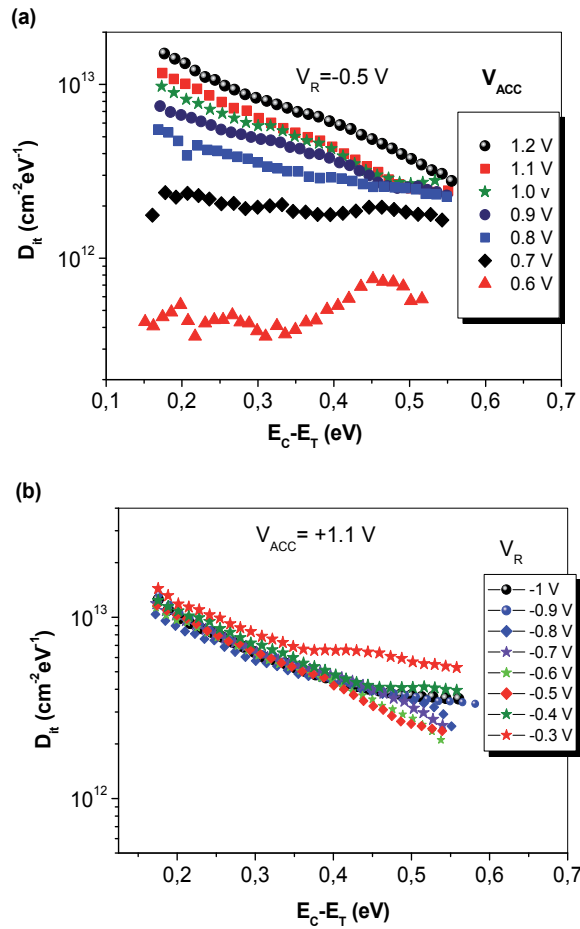 (a)
V_R=-0.5 V
V_ACC
1.2 V
1.1 V
1.0 v
0.9 V
0.8 V
0.7 V
0.6 V
10^13
10^12
D_it (cm^-2eV^-1)
0,1 0,2 0,3 0,4 0,5 0,6 0,7
E_C-E_T (eV)
(b)
V_ACC= +1.1 V
V_R
-1 V
-0.9 V
-0.8 V
-0.7 V
-0.6 V
-0.5 V
-0.4 V
-0.3 V
10^13
10^12
D_it (cm^-2eV^-1)
0,2 0,3 0,4 0,5 0,6 0,7
E_C-E_T (eV)